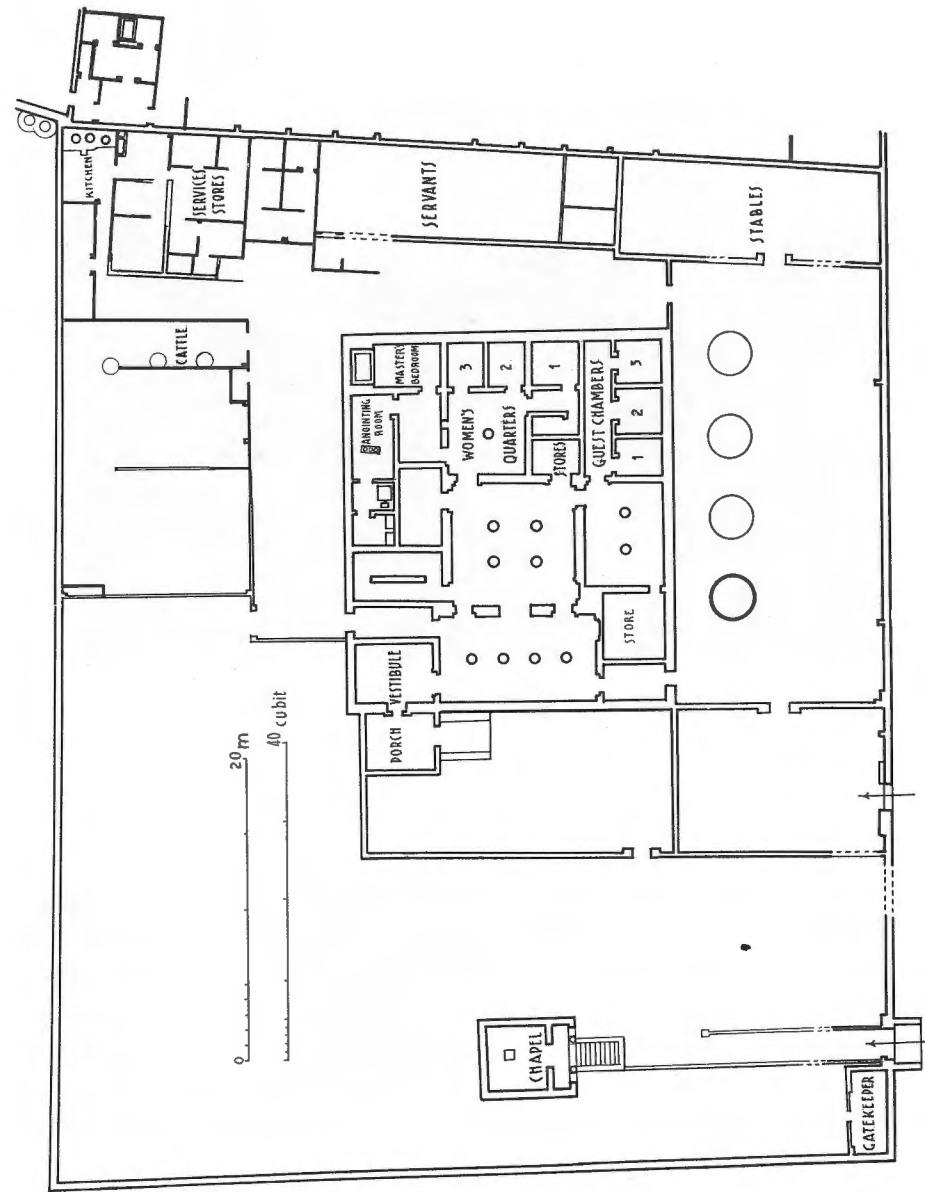 KITCHEN
SERVICES
STORES
SERVANTS
STABLES
CATTLE
MASTER'S
BEDROOM
ANOINTING
ROOM
3
2
1
WOMEN'S
QUARTERS
STORES
GUEST CHAMBERS
1
2
3
STORE
VESTIBULE
PORCH
0
20 m
40 cubit
CHAPEL
GATEKEEPER